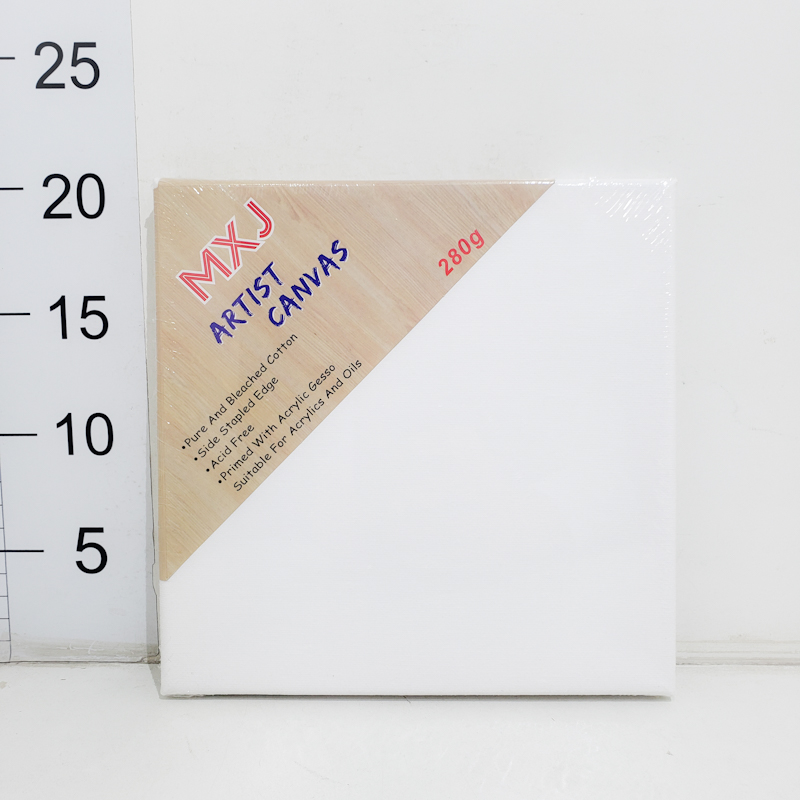 25
20
15
10
5
MXJ
ARTIST
CANVAS
280g
•Pure And Bleached Cotton
•Side Stapled Edge
•Acid Free
•Primed With Acrylic Gesso
Suitable For Acrylics And Oils